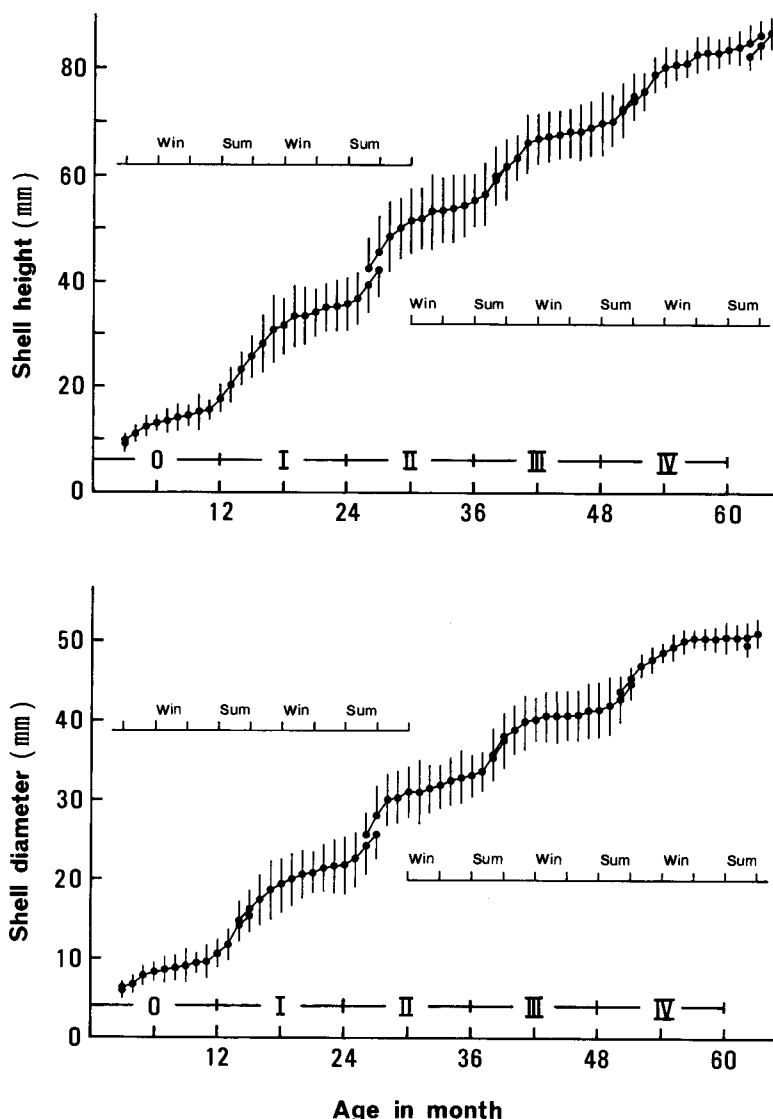 80
60
40
20
0
Shell height (mm)
Win Sum Win Sum
Win Sum Win Sum Win Sum
0 I II III IV
12 24 36 48 60
50
40
30
20
10
0
Shell diameter (mm)
Win Sum Win Sum
Win Sum Win Sum Win Sum
0 I II III IV
12 24 36 48 60
Age in month